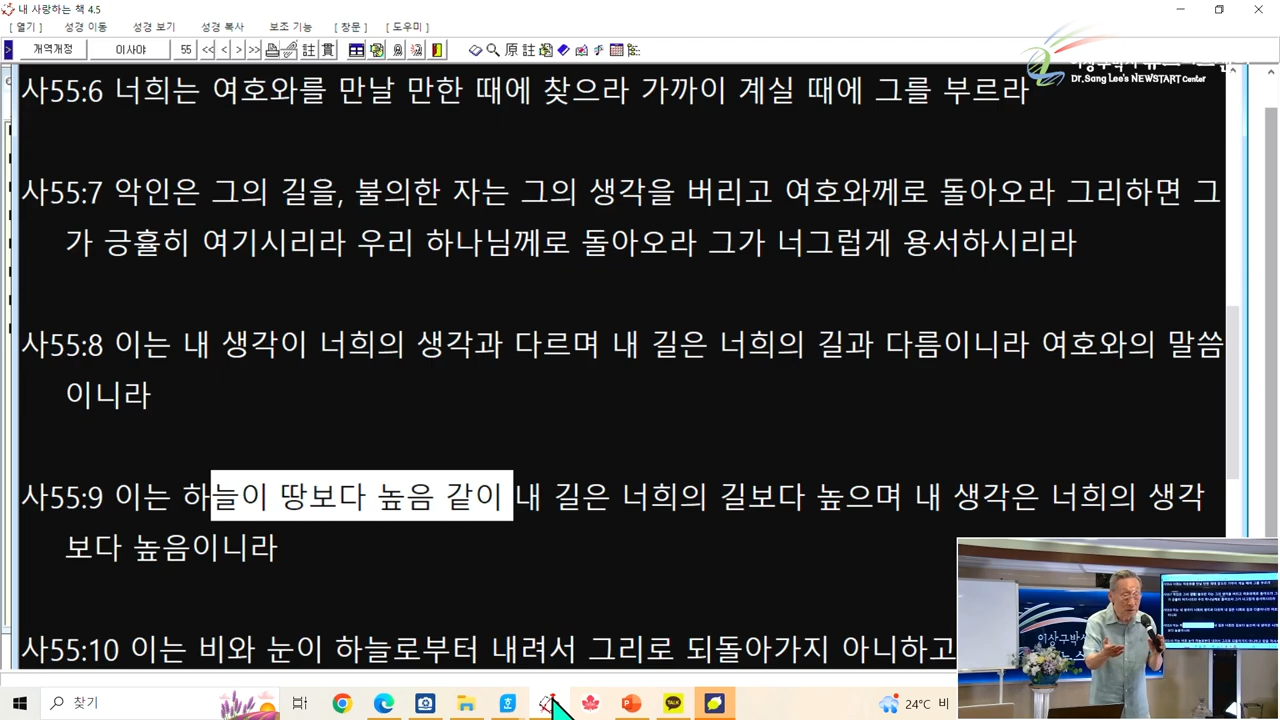 내 사랑하는 책 4.5
[ 열기 ] 성경 이동 성경 보기 성경 복사 보조 기능 [ 창문 ] [ 도우미 ]
> 개역개정 이사야 55 << < > >> 註 貫 原 註
Dr. Sang Lee's NEWSTART Center
사55:6 너희는 여호와를 만날 만한 때에 찾으라 가까이 계실 때에 그를 부르라
사55:7 악인은 그의 길을, 불의한 자는 그의 생각을 버리고 여호와께로 돌아오라 그리하면 그
가 긍휼히 여기시리라 우리 하나님께로 돌아오라 그가 너그럽게 용서하시리라
사55:8 이는 내 생각이 너희의 생각과 다르며 내 길은 너희의 길과 다름이니라 여호와의 말씀
이니라
사55:9 이는 하늘이 땅보다 높음 같이 내 길은 너희의 길보다 높으며 내 생각은 너희의 생각
보다 높음이니라
사55:10 이는 비와 눈이 하늘로부터 내려서 그리로 되돌아가지 아니하고
이상구박사
찾기
TALK
24°C 비